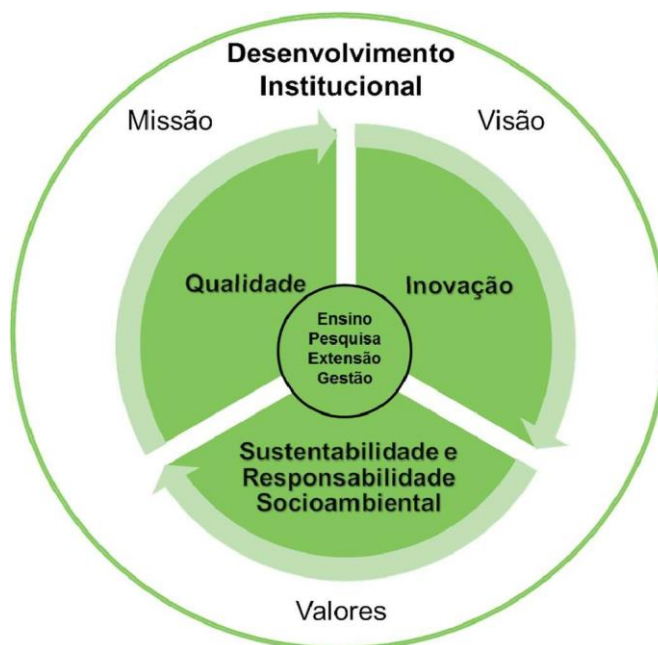 Desenvolvimento
Institucional
Missão
Visão
Qualidade
Inovação
Ensino
Pesquisa
Extensão
Gestão
Sustentabilidade e
Responsabilidade
Socioambiental
Valores